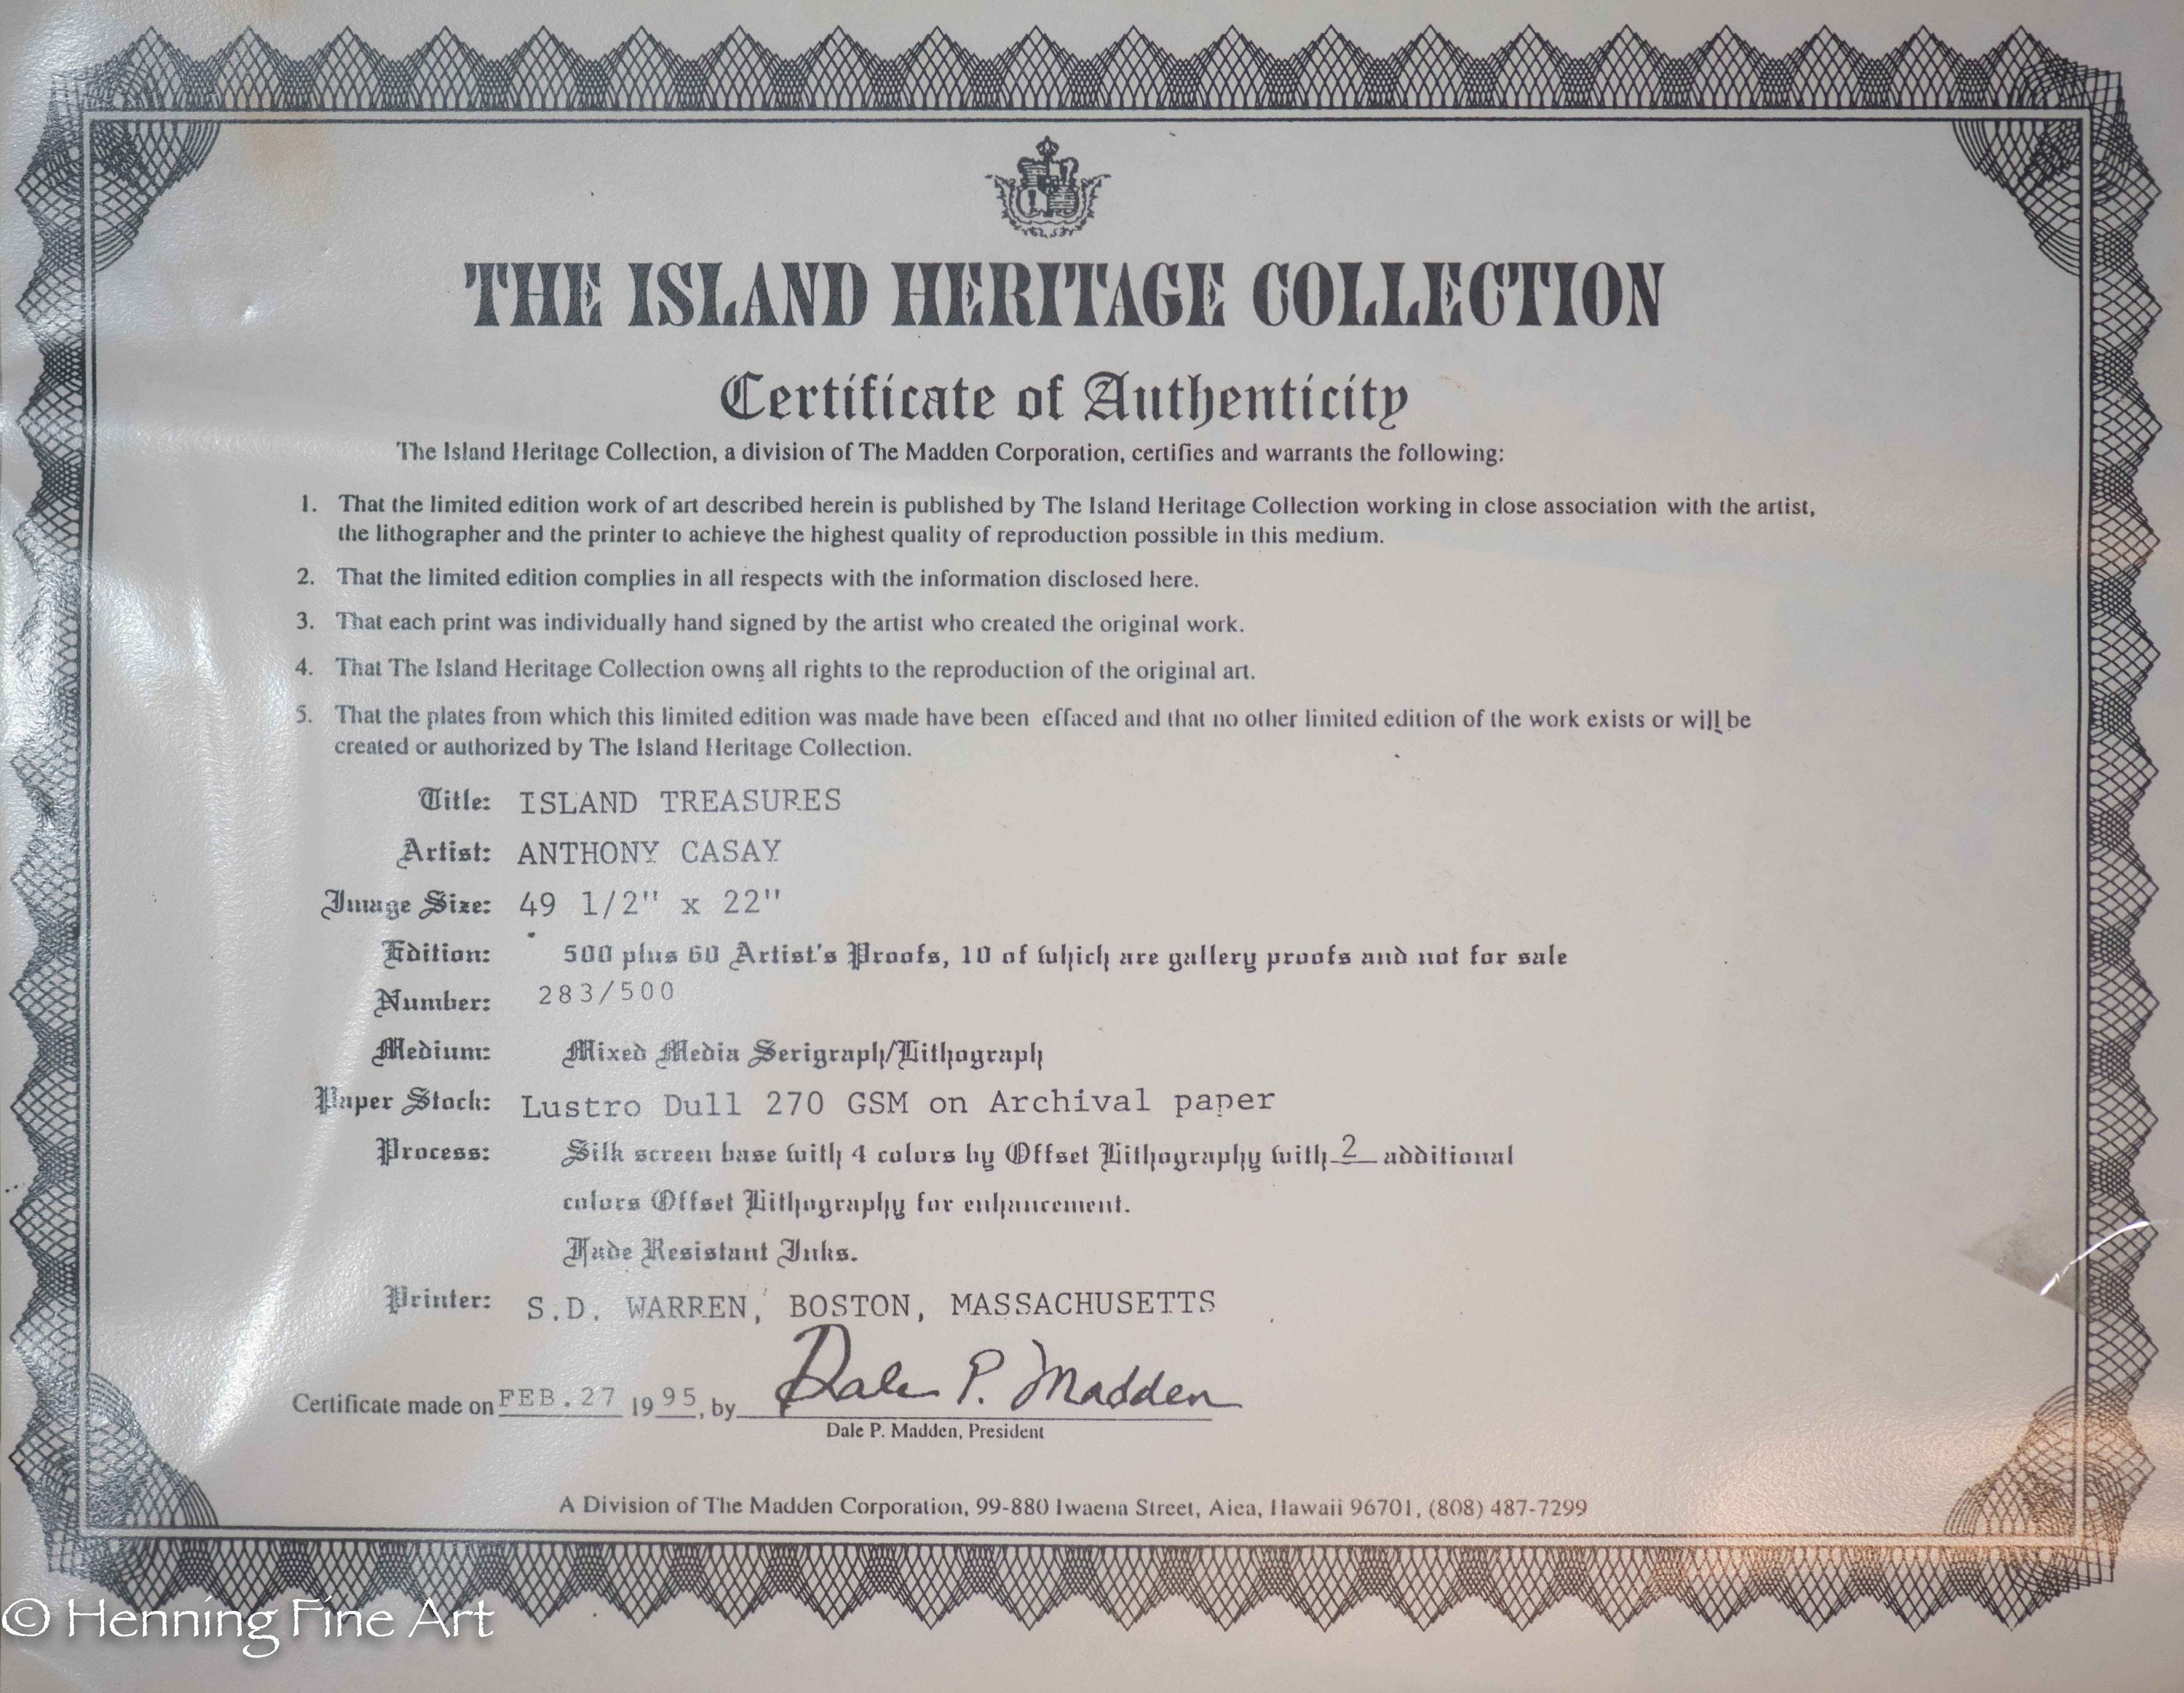 THE ISLAND HERITAGE COLLECTION
Certificate of Authenticity
The Island Heritage Collection, a division of The Madden Corporation, certifies and warrants the following:
1. That the limited edition work of art described herein is published by The Island Heritage Collection working in close association with the artist,
the lithographer and the printer to achieve the highest quality of reproduction possible in this medium.
2. That the limited edition complies in all respects with the information disclosed here.
3. That each print was individually hand signed by the artist who created the original work.
4. That The Island Heritage Collection owns all rights to the reproduction of the original art.
5. That the plates from which this limited edition was made have been effaced and that no other limited edition of the work exists or will be
created or authorized by The Island Heritage Collection.
Title: ISLAND TREASURES
Artist: ANTHONY CASAY
Image Size: 49 1/2" x 22"
Edition: 500 plus 60 Artist's Proofs, 10 of which are gallery proofs and not for sale
Number: 283/500
Medium: Mixed Media Serigraph/Lithograph
Paper Stock: Lustro Dull 270 GSM on Archival paper
Process: Silk screen base with 4 colors by Offset Lithography with 2 additional
colors Offset Lithography for enhancement.
Fade Resistant Inks.
Printer: S.D. WARREN, BOSTON, MASSACHUSETTS
Certificate made on FEB.27 1995, by Dale P. Madden
Dale P. Madden, President
A Division of The Madden Corporation, 99-880 Iwaena Street, Aiea, Hawaii 96701, (808) 487-7299
© Henning Fine Art